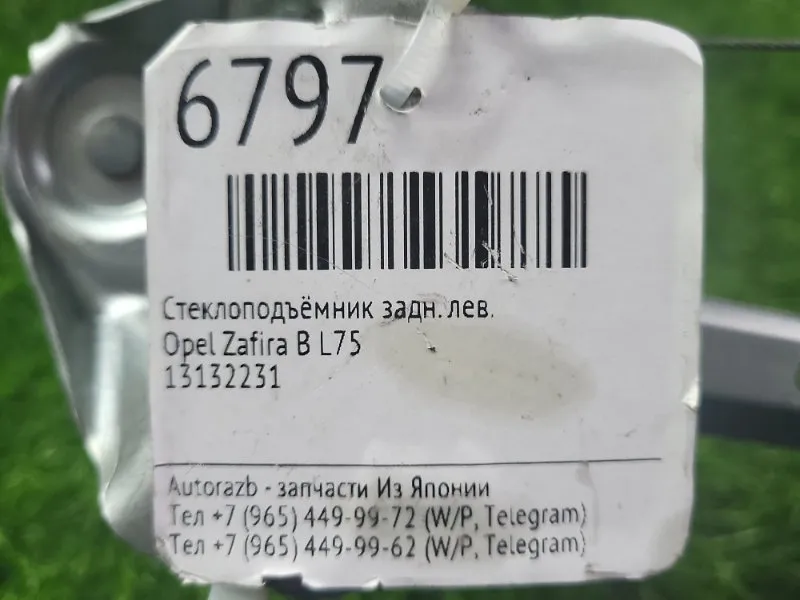 6797
Стеклоподъёмник задн. лев.
Opel Zafira B L75
13132231
Autorazb - запчасти Из Японии
Тел +7 (965) 449-99-72 (W/P, Telegram)
Тел +7 (965) 449-99-62 (W/P, Telegram)